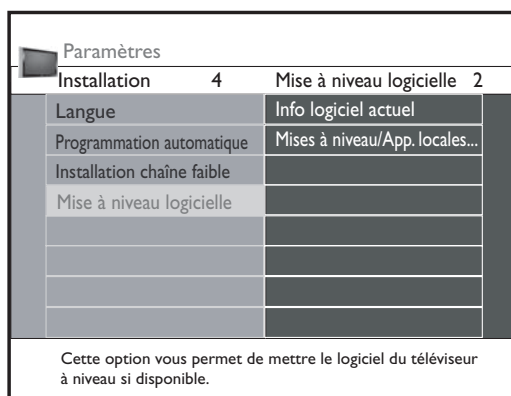 Paramètres
Installation 4 Mise à niveau logicielle 2
Langue Info logiciel actuel
Programmation automatique Mises à niveau/App. locales...
Installation chaîne faible
Mise à niveau logicielle
Cette option vous permet de mettre le logiciel du téléviseur
à niveau si disponible.